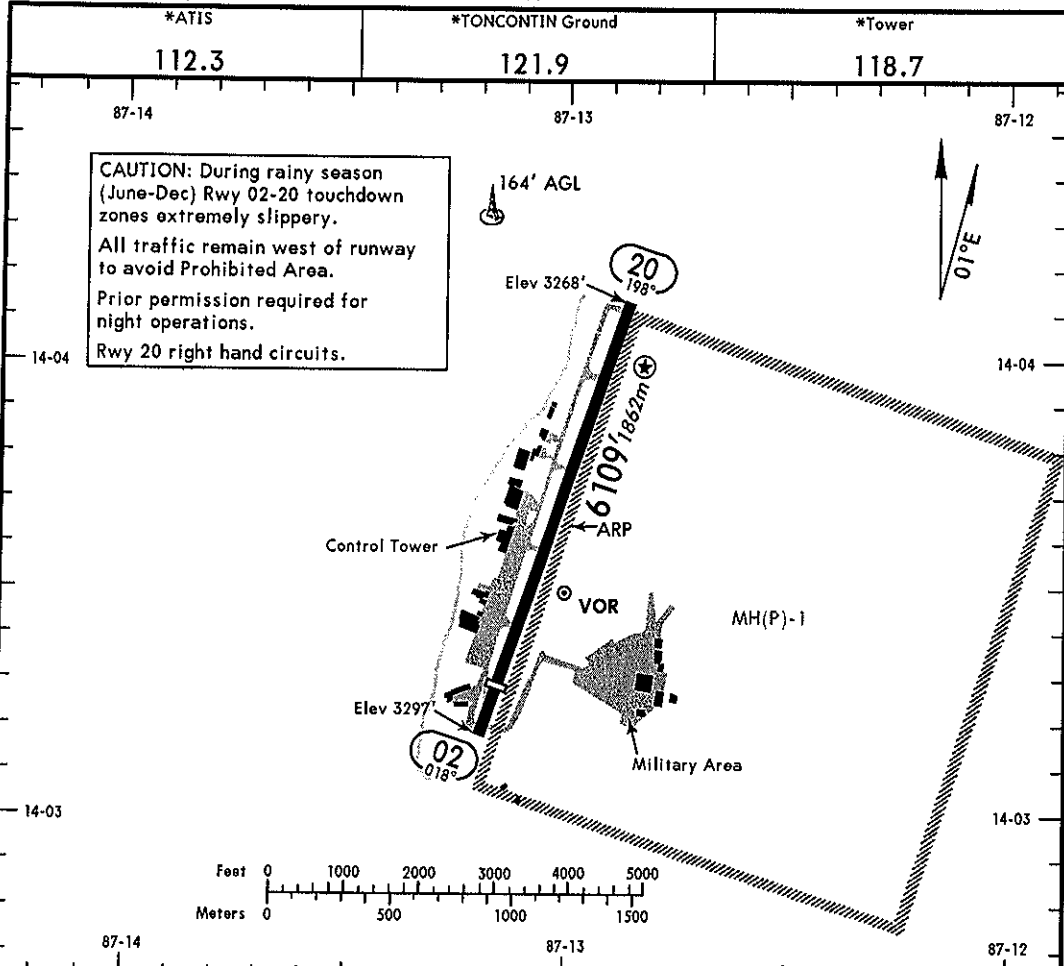 *ATIS
112.3
*TONCONTIN Ground
121.9
*Tower
118.7
87-14
87-13
87-12
CAUTION: During rainy season
(June-Dec) Rwy 02-20 touchdown
zones extremely slippery.
All traffic remain west of runway
to avoid Prohibited Area.
Prior permission required for
night operations.
Rwy 20 right hand circuits.
164' AGL
01°E
20
198°
Elev 3268'
14-04
14-04
6109' 1862m
ARP
Control Tower
VOR
MH(P)-1
Elev 3297'
02
018°
Military Area
14-03
14-03
Feet 0 1000 2000 3000 4000 5000
Meters 0 500 1000 1500
87-14
87-13
87-12